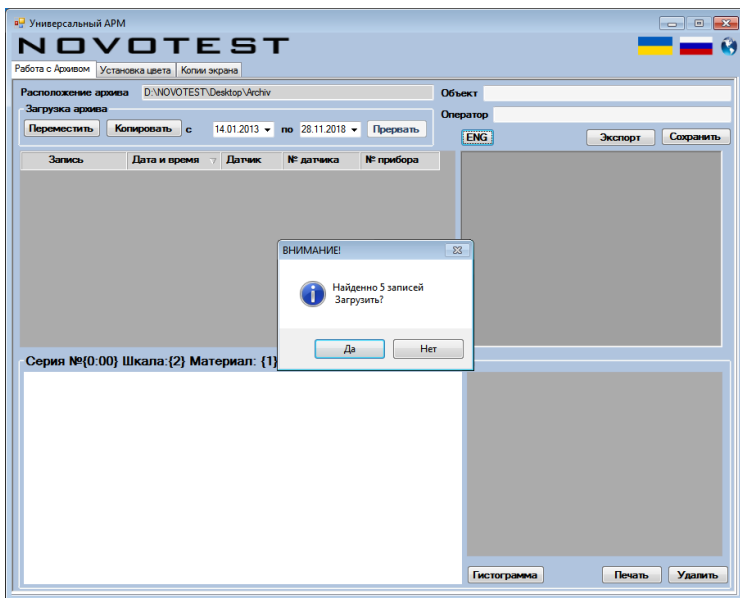 Универсальный АРМ
NOVOTEST
Работа с Архивом Установка цвета Копии экрана
Расположение архива D:\NOVOTEST\Desktop\Archiv Объект
Загрузка архива Оператор
Переместить Копировать с 14.01.2013 по 28.11.2018 Прервать ENG Экспорт Сохранить
Запись Дата и время Датчик № датчика № прибора
ВНИМАНИЕ!
Найденно 5 записей
Загрузить?
Да Нет
Серия №{0:00} Шкала:{2} Материал: {1}
Гистограмма Печать Удалить